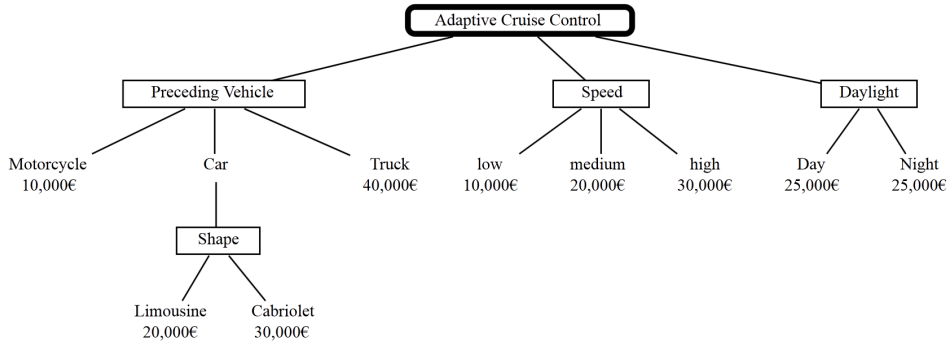 Adaptive Cruise Control
Preceding Vehicle
Speed
Daylight
Motorcycle
10,000€
Car
Truck
40,000€
low
10,000€
medium
20,000€
high
30,000€
Day
25,000€
Night
25,000€
Shape
Limousine
20,000€
Cabriolet
30,000€